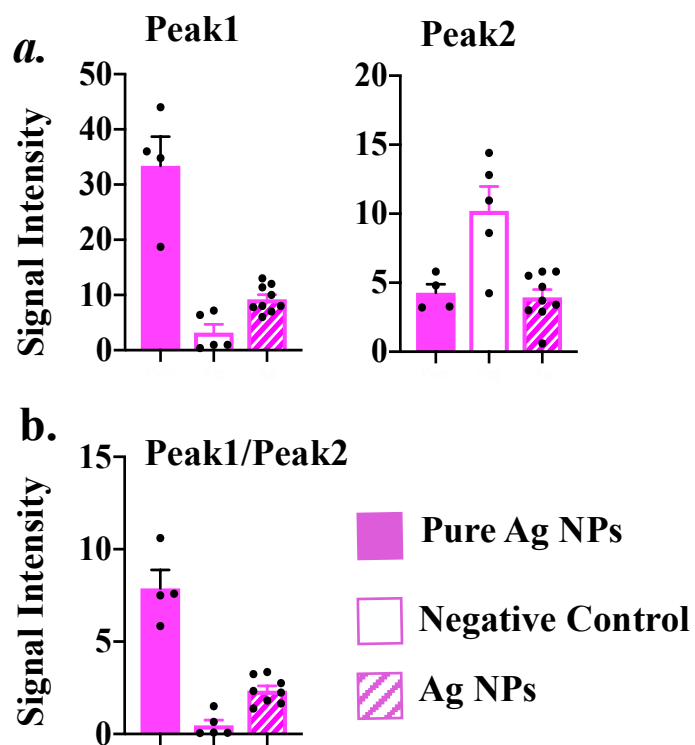 a.
Peak1
Peak2
Signal Intensity
50
40
30
20
10
0
20
15
10
5
0
b.
Peak1/Peak2
Signal Intensity
15
10
5
0
Pure Ag NPs
Negative Control
Ag NPs